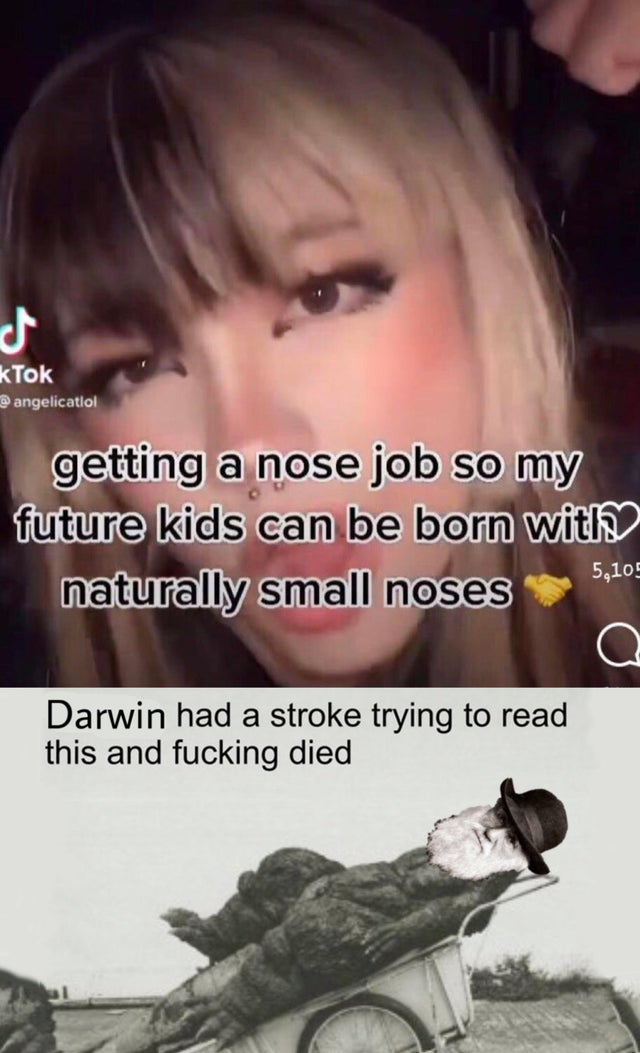 kTok
@angelicatlol
getting a nose job so my
future kids can be born with
naturally small noses 🤝
5,105
Darwin had a stroke trying to read
this and fucking died